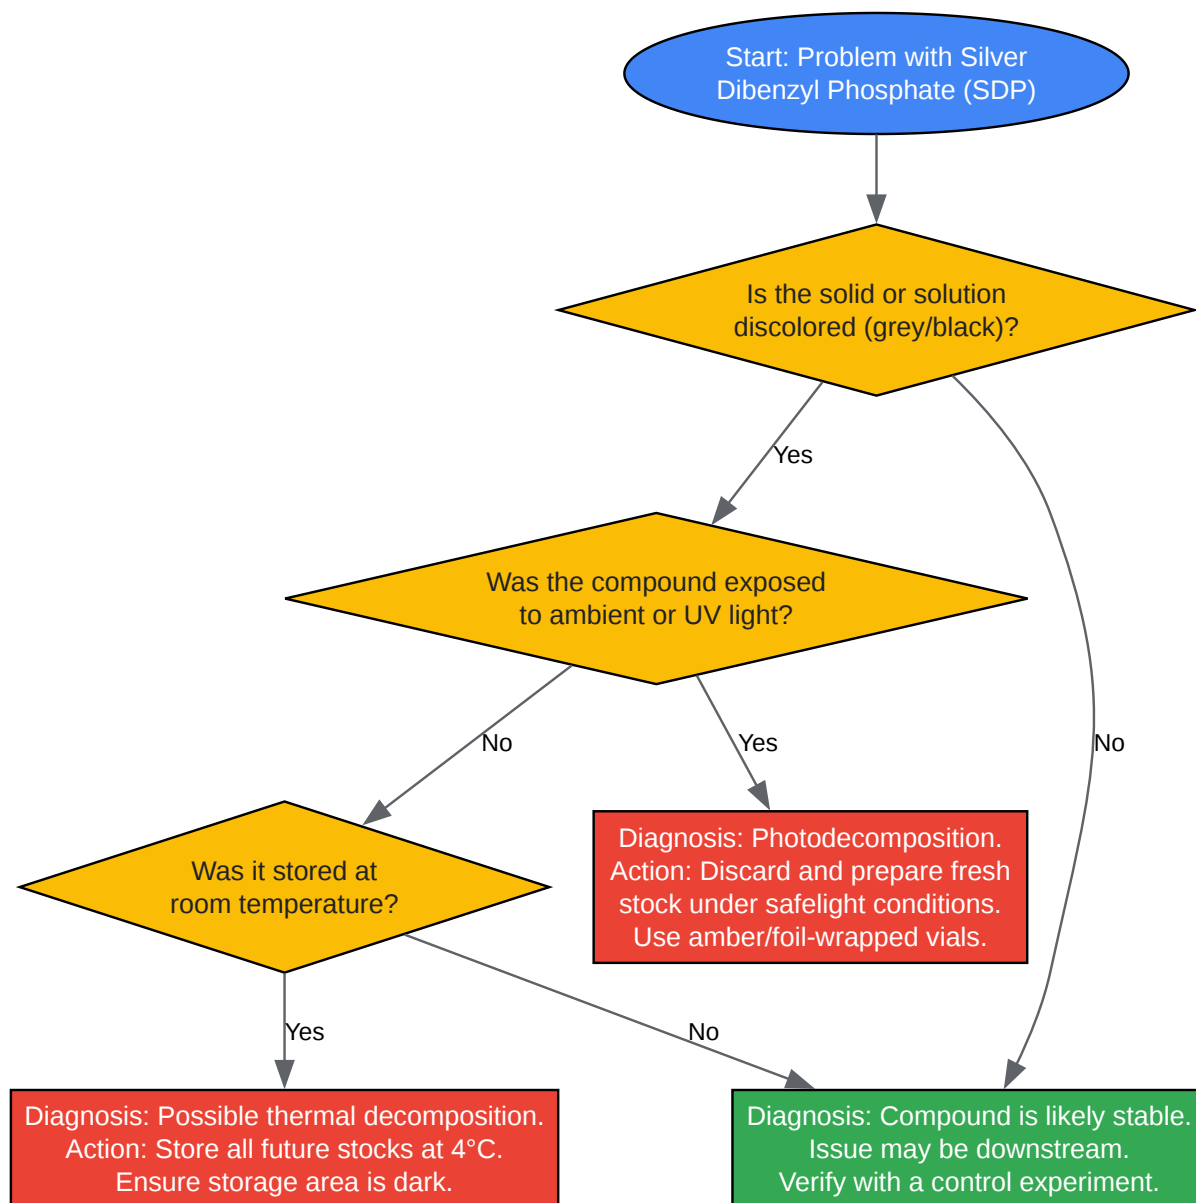 Start: Problem with Silver
Dibenzyl Phosphate (SDP)
Is the solid or solution
discolored (grey/black)?
Yes
Was the compound exposed
to ambient or UV light?
No
Yes
No
Was it stored at
room temperature?
Diagnosis: Photodecomposition.
Action: Discard and prepare fresh
stock under safelight conditions.
Use amber/foil-wrapped vials.
Yes
No
Diagnosis: Possible thermal decomposition.
Action: Store all future stocks at 4°C.
Ensure storage area is dark.
Diagnosis: Compound is likely stable.
Issue may be downstream.
Verify with a control experiment.